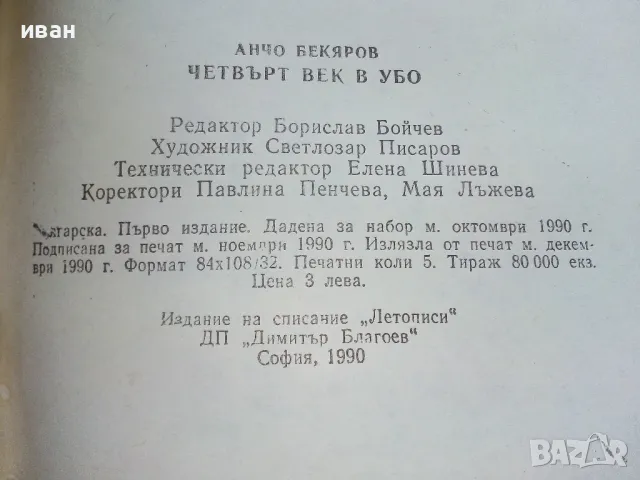 иван
АНЧО БЕКЯРОВ
ЧЕТВЪРТ ВЕК В УБО
Редактор Борислав Бойчев
Художник Светлозар Писаров
Технически редактор Елена Шинева
Коректори Павлина Пенчева, Мая Лъжева
Българска. Първо издание. Дадена за набор м. октомври 1990 г.
Подписана за печат м. ноември 1990 г. Излязла от печат м. декем-
ври 1990 г. Формат 84x108/32. Печатни коли 5. Тираж 80 000 екз.
Цена 3 лева.
Издание на списание „Летописи“
ДП „Димитър Благоев“
София, 1990
BAZAR